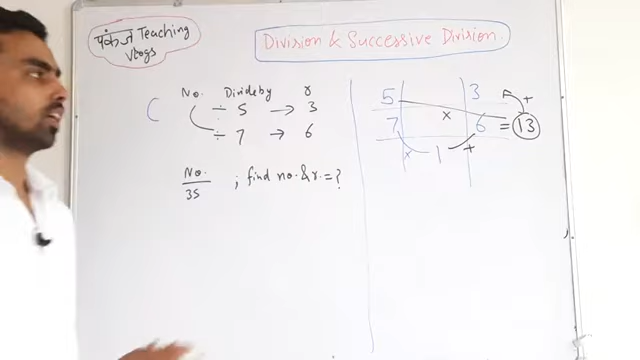 पंकज Teaching
Vlogs
Division & Successive Division.
No. Divide by r
÷ 5 → 3
÷ 7 → 6
No. / 35 ; find no. & r. = ?
5 3 +
7 x 6 = 13
x 1 +